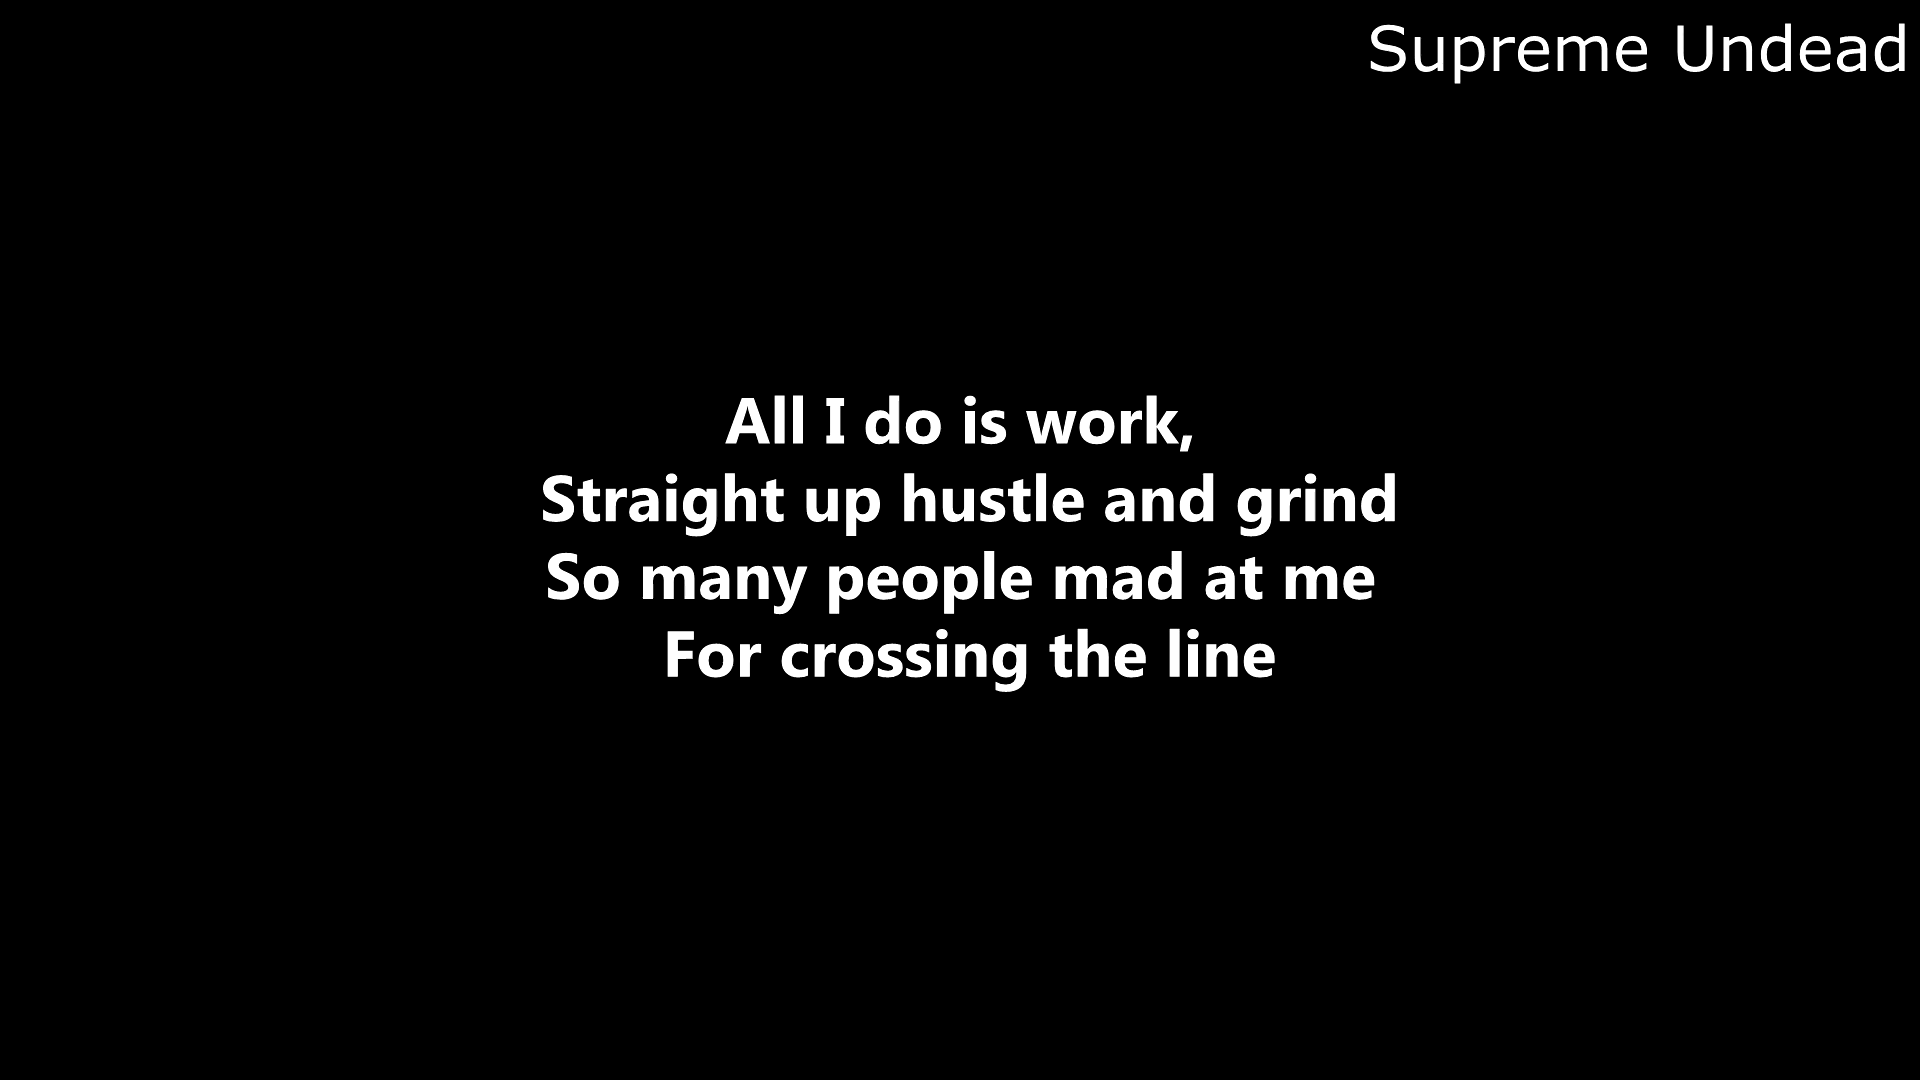 Supreme Undead
All I do is work,
Straight up hustle and grind
So many people mad at me
For crossing the line